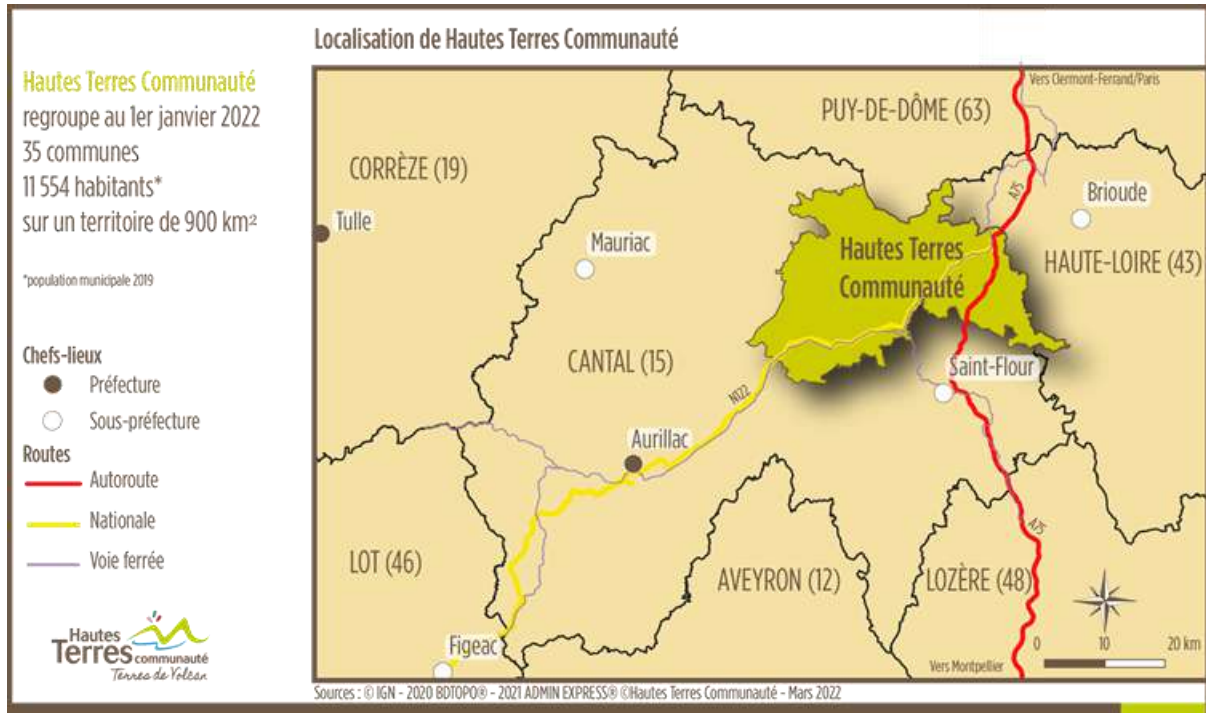 Localisation de Hautes Terres Communauté
Hautes Terres Communauté
regroupe au 1er janvier 2022
35 communes
11 554 habitants*
sur un territoire de 900 km²
*population municipale 2019
Chefs-lieux
Préfecture
Sous-préfecture
Routes
Autoroute
Nationale
Voie ferrée
Hautes
Terres communauté
Terres de Volcan
Vers Clermont-Ferrand/Paris
PUY-DE-DÔME (63)
CORRÈZE (19)
A75
Brioude
Tulle
Mauriac
Hautes Terres
Communauté
HAUTE-LOIRE (43)
CANTAL (15)
Saint-Flour
N122
Aurillac
A75
LOT (46)
AVEYRON (12)
LOZÈRE (48)
Figeac
0 10 20 km
Vers Montpellier
Sources : © IGN - 2020 BDTOPO® - 2021 ADMIN EXPRESS® ©Hautes Terres Communauté - Mars 2022